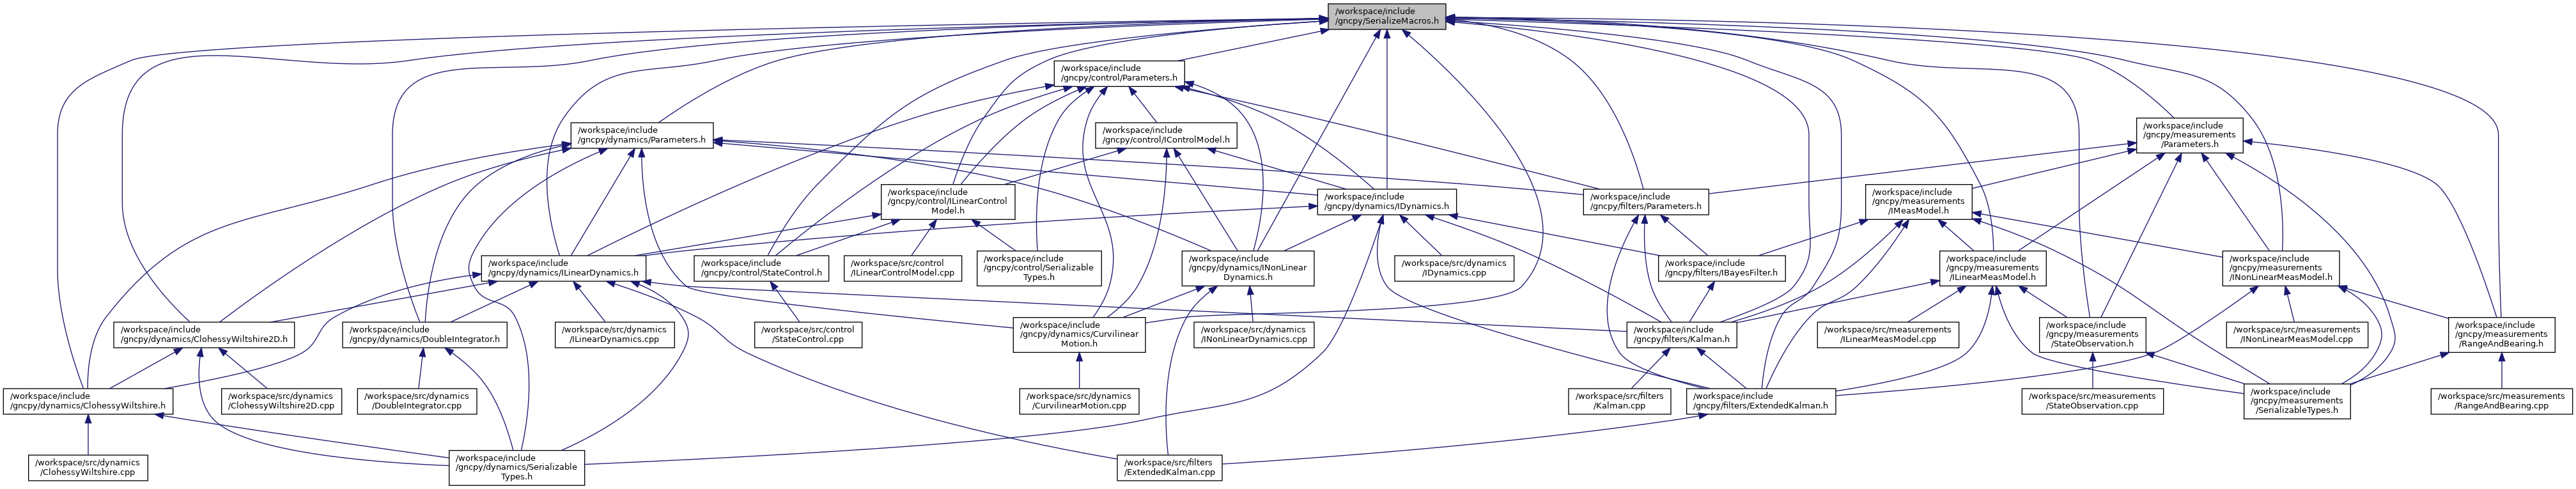 /workspace/include
/gncpy/SerializeMacros.h
/workspace/include
/gncpy/control/Parameters.h
/workspace/include
/gncpy/dynamics/Parameters.h
/workspace/include
/gncpy/control/IControlModel.h
/workspace/include
/gncpy/measurements
/Parameters.h
/workspace/include
/gncpy/control/ILinearControl
Model.h
/workspace/include
/gncpy/dynamics/IDynamics.h
/workspace/include
/gncpy/filters/Parameters.h
/workspace/include
/gncpy/measurements
/IMeasModel.h
/workspace/include
/gncpy/dynamics/ILinearDynamics.h
/workspace/include
/gncpy/control/StateControl.h
/workspace/src/control
/ILinearControlModel.cpp
/workspace/include
/gncpy/control/Serializable
Types.h
/workspace/include
/gncpy/dynamics/INonLinear
Dynamics.h
/workspace/src/dynamics
/IDynamics.cpp
/workspace/include
/gncpy/filters/IBayesFilter.h
/workspace/include
/gncpy/measurements
/ILinearMeasModel.h
/workspace/include
/gncpy/measurements
/INonLinearMeasModel.h
/workspace/include
/gncpy/dynamics/ClohessyWiltshire2D.h
/workspace/include
/gncpy/dynamics/DoubleIntegrator.h
/workspace/src/dynamics
/ILinearDynamics.cpp
/workspace/src/control
/StateControl.cpp
/workspace/include
/gncpy/dynamics/Curvilinear
Motion.h
/workspace/src/dynamics
/INonLinearDynamics.cpp
/workspace/include
/gncpy/filters/Kalman.h
/workspace/src/measurements
/ILinearMeasModel.cpp
/workspace/include
/gncpy/measurements
/StateObservation.h
/workspace/src/measurements
/INonLinearMeasModel.cpp
/workspace/include
/gncpy/measurements
/RangeAndBearing.h
/workspace/include
/gncpy/dynamics/ClohessyWiltshire.h
/workspace/src/dynamics
/ClohessyWiltshire2D.cpp
/workspace/src/dynamics
/DoubleIntegrator.cpp
/workspace/src/dynamics
/CurvilinearMotion.cpp
/workspace/src/filters
/Kalman.cpp
/workspace/include
/gncpy/filters/ExtendedKalman.h
/workspace/src/measurements
/StateObservation.cpp
/workspace/include
/gncpy/measurements
/SerializableTypes.h
/workspace/src/measurements
/RangeAndBearing.cpp
/workspace/src/dynamics
/ClohessyWiltshire.cpp
/workspace/include
/gncpy/dynamics/Serializable
Types.h
/workspace/src/filters
/ExtendedKalman.cpp